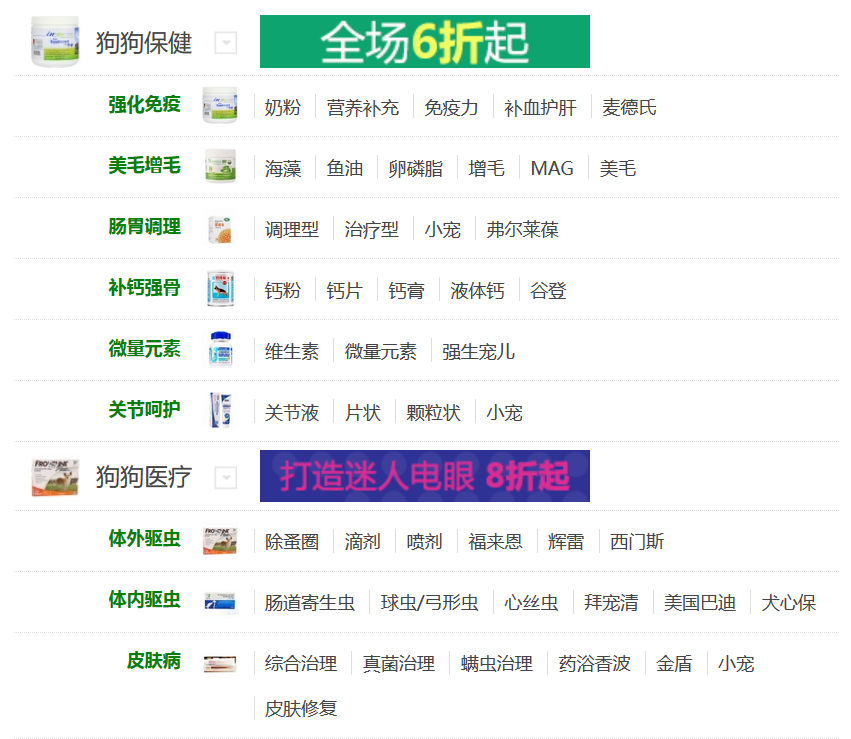 狗狗保健 全场6折起
强化免疫 奶粉 营养补充 免疫力 补血护肝 麦德氏
美毛增毛 海藻 鱼油 卵磷脂 增毛 MAG 美毛
肠胃调理 调理型 治疗型 小宠 弗尔莱葆
补钙强骨 钙粉 钙片 钙膏 液体钙 谷登
微量元素 维生素 微量元素 强生宠儿
关节呵护 关节液 片状 颗粒状 小宠
狗狗医疗 打造迷人电眼 8折起
体外驱虫 除蚤圈 滴剂 喷剂 福来恩 辉雷 西门斯
体内驱虫 肠道寄生虫 球虫/弓形虫 心丝虫 拜宠清 美国巴迪 犬心保
皮肤病 综合治理 真菌治理 螨虫治理 药浴香波 金盾 小宠
皮肤修复